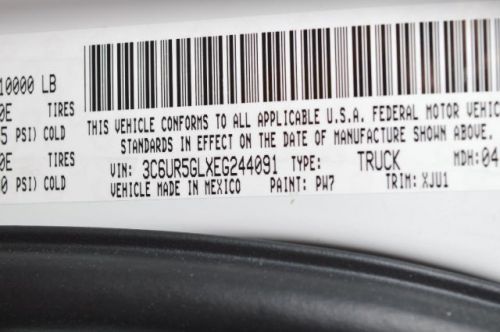 10000 LB
0E TIRES
5 PSI) COLD
0E TIRES
0 PSI) COLD
THIS VEHICLE CONFORMS TO ALL APPLICABLE U.S.A. FEDERAL MOTOR VEHICL
STANDARDS IN EFFECT ON THE DATE OF MANUFACTURE SHOWN ABOVE.
VIN: 3C6UR5GLXEG244091 TYPE: TRUCK MDH: 04
VEHICLE MADE IN MEXICO PAINT: PW7 TRIM: XJU1